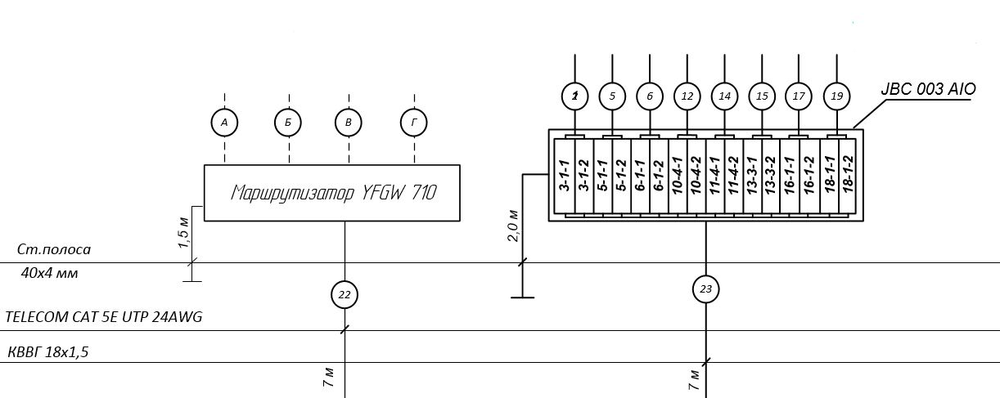 JBC 003 AIO
5 6 12 14 15 17 19
А Б В Г
Маршрутизатор YFGW 710
3-1-1 3-1-2 5-1-1 5-1-2 6-1-1 6-1-2 10-4-1 10-4-2 11-4-1 11-4-2 13-3-1 13-3-2 16-1-1 16-1-2 18-1-1 18-1-2
1,5 м
2,0 м
Ст.полоса
40х4 мм
22
23
TELECOM CAT 5E UTP 24AWG
КВВГ 18х1,5
7 м
7 м